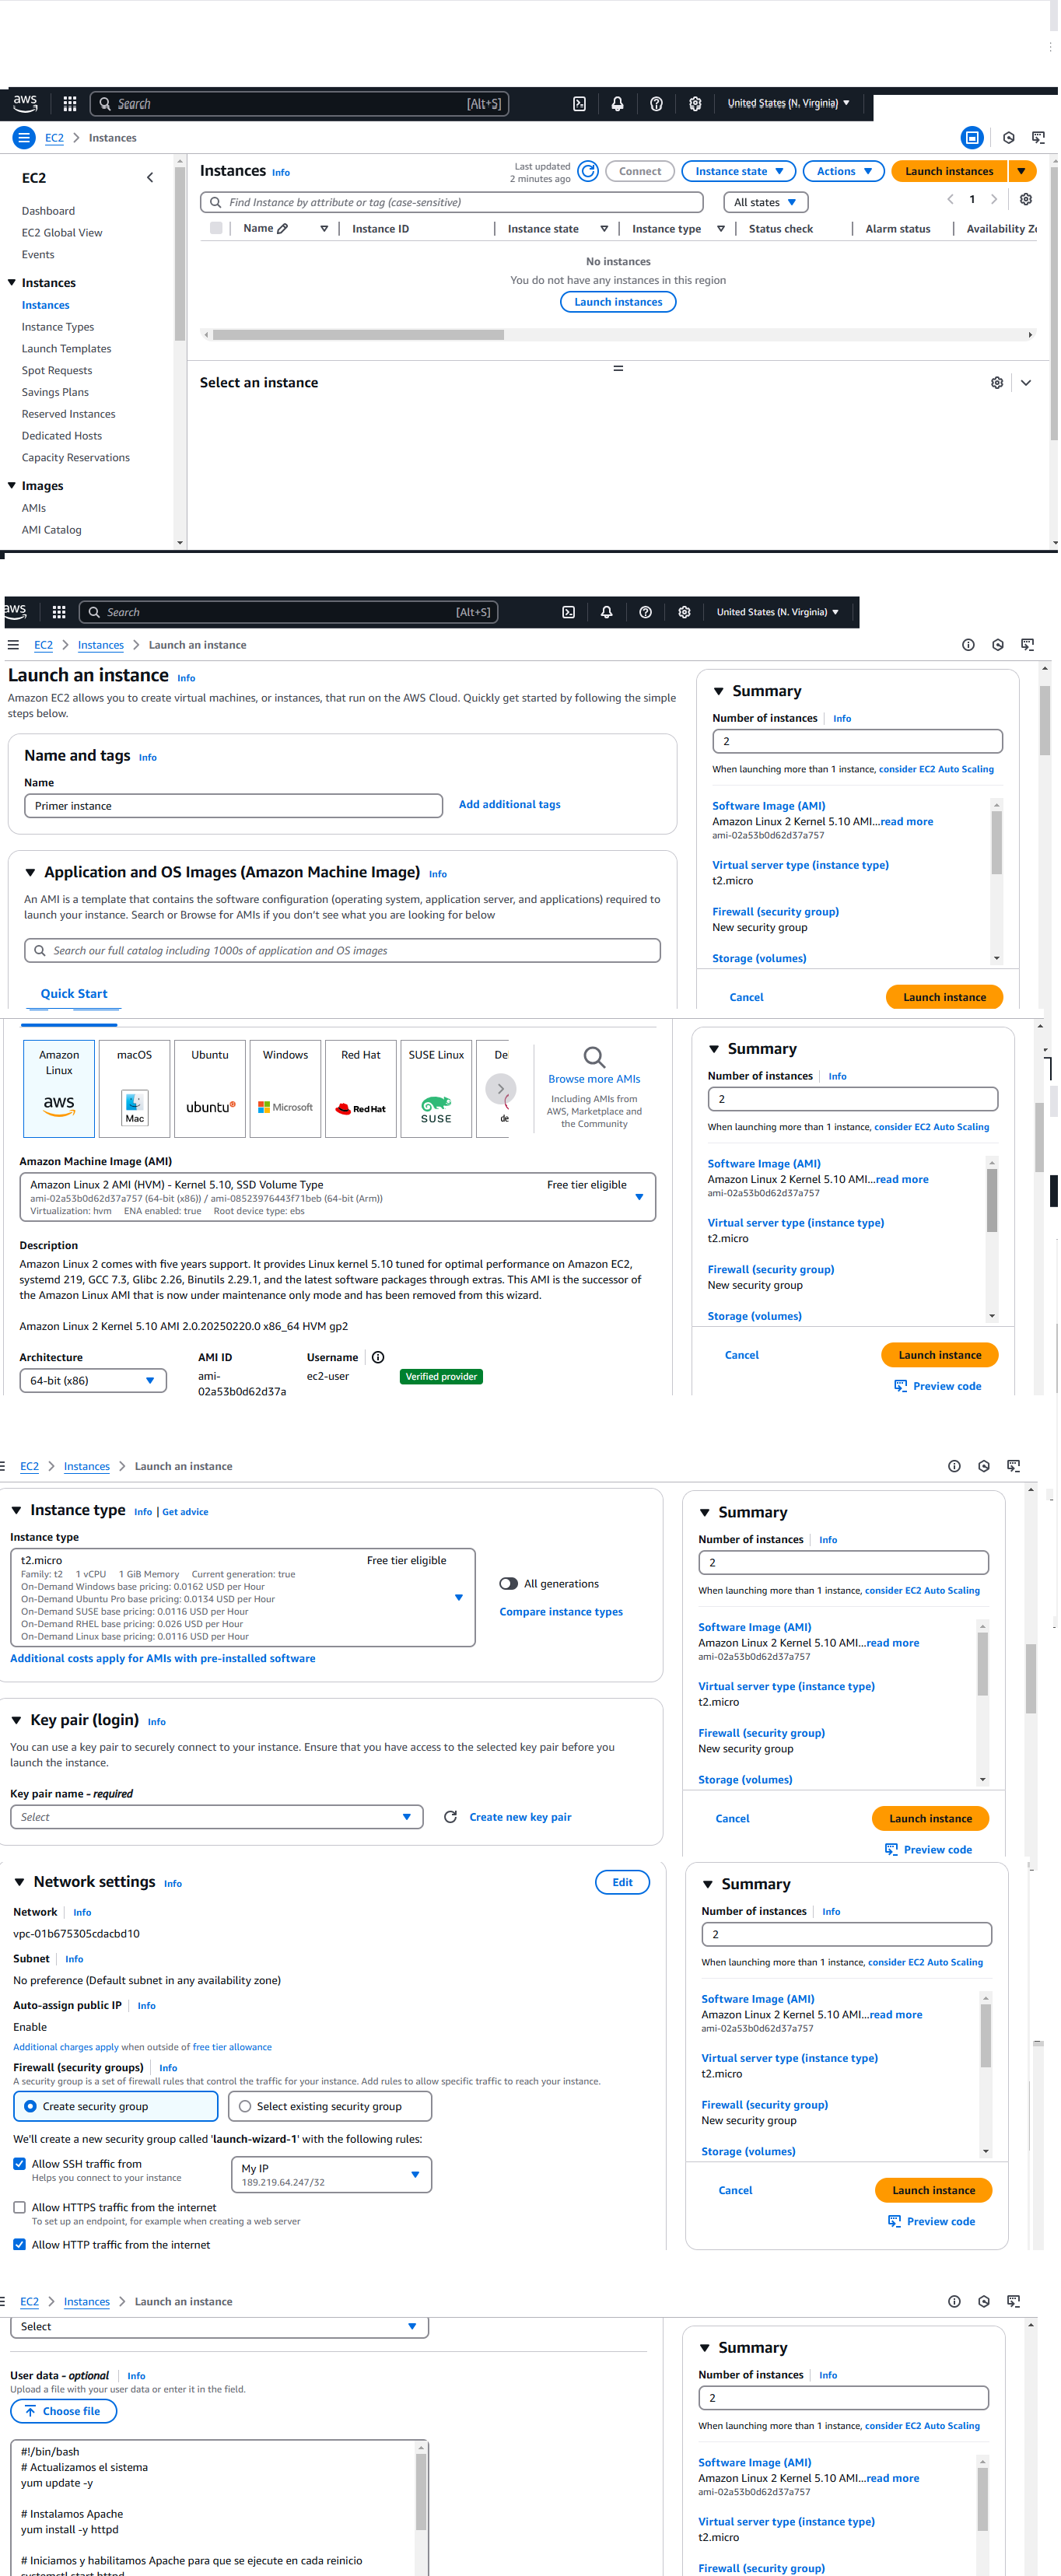 aws Search [Alt+S] United States (N. Virginia)
EC2 > Instances
EC2
Dashboard
EC2 Global View
Events
Instances
Instances
Instance Types
Launch Templates
Spot Requests
Savings Plans
Reserved Instances
Dedicated Hosts
Capacity Reservations
Images
AMIs
AMI Catalog
Instances Info
Last updated
2 minutes ago
Connect Instance state Actions Launch instances
Find Instance by attribute or tag (case-sensitive) All states 1
Name Instance ID Instance state Instance type Status check Alarm status Availability Z
No instances
You do not have any instances in this region
Launch instances
Select an instance
aws Search [Alt+S] United States (N. Virginia)
EC2 > Instances > Launch an instance
Launch an instance Info
Amazon EC2 allows you to create virtual machines, or instances, that run on the AWS Cloud. Quickly get started by following the simple
steps below.
Name and tags Info
Name
Primer instance Add additional tags
Application and OS Images (Amazon Machine Image) Info
An AMI is a template that contains the software configuration (operating system, application server, and applications) required to
launch your instance. Search or Browse for AMIs if you don't see what you are looking for below
Search our full catalog including 1000s of application and OS images
Quick Start
Summary
Number of instances Info
2
When launching more than 1 instance, consider EC2 Auto Scaling
Software Image (AMI)
Amazon Linux 2 Kernel 5.10 AMI...read more
ami-02a53b0d62d37a757
Virtual server type (instance type)
t2.micro
Firewall (security group)
New security group
Storage (volumes)
Cancel Launch instance
Amazon
Linux
aws
macOS
Mac
Ubuntu
ubuntu
Windows
Microsoft
Red Hat
RedHat
SUSE Linux
SUSE
De
de
Browse more AMIs
Including AMIs from
AWS, Marketplace and
the Community
Amazon Machine Image (AMI)
Amazon Linux 2 AMI (HVM) - Kernel 5.10, SSD Volume Type Free tier eligible
ami-02a53b0d62d37a757 (64-bit (x86)) / ami-08523976443f71beb (64-bit (Arm))
Virtualization: hvm ENA enabled: true Root device type: ebs
Description
Amazon Linux 2 comes with five years support. It provides Linux kernel 5.10 tuned for optimal performance on Amazon EC2,
systemd 219, GCC 7.3, Glibc 2.26, Binutils 2.29.1, and the latest software packages through extras. This AMI is the successor of
the Amazon Linux AMI that is now under maintenance only mode and has been removed from this wizard.
Amazon Linux 2 Kernel 5.10 AMI 2.0.20250220.0 x86_64 HVM gp2
Architecture AMI ID Username
64-bit (x86) ami- ec2-user Verified provider
02a53b0d62d37a
Summary
Number of instances Info
2
When launching more than 1 instance, consider EC2 Auto Scaling
Software Image (AMI)
Amazon Linux 2 Kernel 5.10 AMI...read more
ami-02a53b0d62d37a757
Virtual server type (instance type)
t2.micro
Firewall (security group)
New security group
Storage (volumes)
Cancel Launch instance
Preview code
EC2 > Instances > Launch an instance
Instance type Info | Get advice
Instance type
t2.micro Free tier eligible
Family: t2 1 vCPU 1 GiB Memory Current generation: true
On-Demand Windows base pricing: 0.0162 USD per Hour
On-Demand Ubuntu Pro base pricing: 0.0134 USD per Hour
On-Demand SUSE base pricing: 0.0116 USD per Hour
On-Demand RHEL base pricing: 0.026 USD per Hour
On-Demand Linux base pricing: 0.0116 USD per Hour
All generations
Compare instance types
Additional costs apply for AMIs with pre-installed software
Key pair (login) Info
You can use a key pair to securely connect to your instance. Ensure that you have access to the selected key pair before you
launch the instance.
Key pair name - required
Select Create new key pair
Summary
Number of instances Info
2
When launching more than 1 instance, consider EC2 Auto Scaling
Software Image (AMI)
Amazon Linux 2 Kernel 5.10 AMI...read more
ami-02a53b0d62d37a757
Virtual server type (instance type)
t2.micro
Firewall (security group)
New security group
Storage (volumes)
Cancel Launch instance
Preview code
Network settings Info Edit
Network Info
vpc-01b675305cdacbd10
Subnet Info
No preference (Default subnet in any availability zone)
Auto-assign public IP Info
Enable
Additional charges apply when outside of free tier allowance
Firewall (security groups) Info
A security group is a set of firewall rules that control the traffic for your instance. Add rules to allow specific traffic to reach your instance.
Create security group Select existing security group
We'll create a new security group called 'launch-wizard-1' with the following rules:
Allow SSH traffic from
Helps you connect to your instance
My IP
189.219.64.247/32
Allow HTTPS traffic from the internet
To set up an endpoint, for example when creating a web server
Allow HTTP traffic from the internet
Summary
Number of instances Info
2
When launching more than 1 instance, consider EC2 Auto Scaling
Software Image (AMI)
Amazon Linux 2 Kernel 5.10 AMI...read more
ami-02a53b0d62d37a757
Virtual server type (instance type)
t2.micro
Firewall (security group)
New security group
Storage (volumes)
Cancel Launch instance
Preview code
EC2 > Instances > Launch an instance
Select
User data - optional Info
Upload a file with your user data or enter it in the field.
Choose file
#!/bin/bash
# Actualizamos el sistema
yum update -y
# Instalamos Apache
yum install -y httpd
# Iniciamos y habilitamos Apache para que se ejecute en cada reinicio
systemctl start httpd
Summary
Number of instances Info
2
When launching more than 1 instance, consider EC2 Auto Scaling
Software Image (AMI)
Amazon Linux 2 Kernel 5.10 AMI...read more
ami-02a53b0d62d37a757
Virtual server type (instance type)
t2.micro
Firewall (security group)